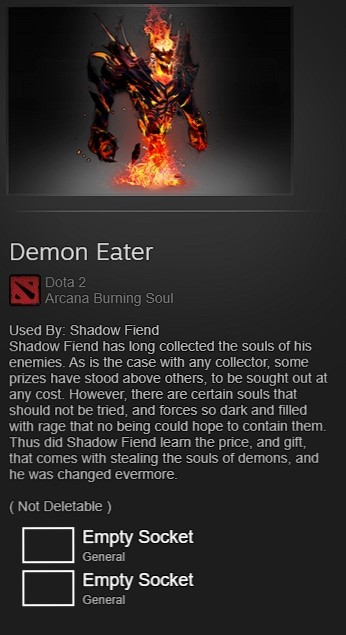 Demon Eater
Dota 2
Arcana Burning Soul
Used By: Shadow Fiend
Shadow Fiend has long collected the souls of his
enemies. As is the case with any collector, some
prizes have stood above others, to be sought out at
any cost. However, there are certain souls that
should not be tried, and forces so dark and filled
with rage that no being could hope to contain them.
Thus did Shadow Fiend learn the price, and gift,
that comes with stealing the souls of demons, and
he was changed evermore.
( Not Deletable )
Empty Socket
General
Empty Socket
General